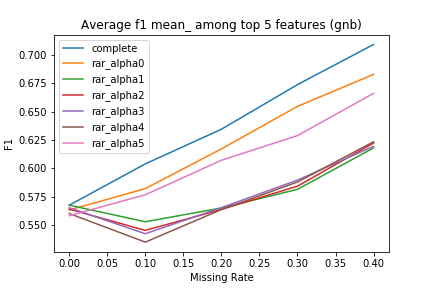 Average f1 mean_ among top 5 features (gnb)
complete
rar_alpha0
rar_alpha1
rar_alpha2
rar_alpha3
rar_alpha4
rar_alpha5
F1
0.700
0.675
0.650
0.625
0.600
0.575
0.550
0.00 0.05 0.10 0.15 0.20 0.25 0.30 0.35 0.40
Missing Rate